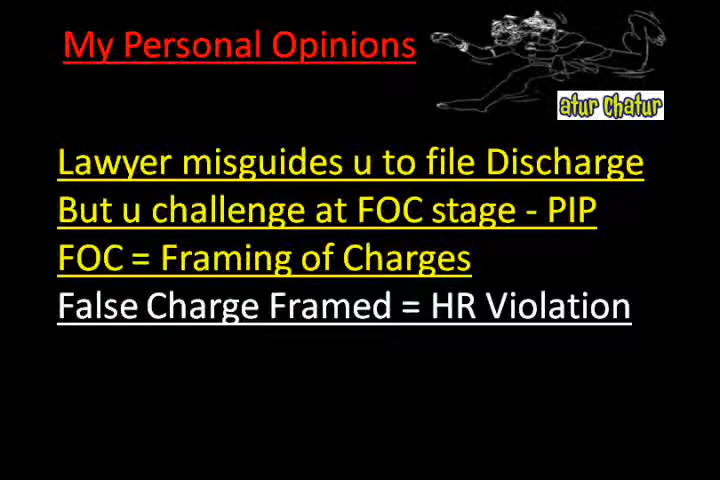 My Personal Opinions
atur chatur
Lawyer misguides u to file Discharge
But u challenge at FOC stage - PIP
FOC = Framing of Charges
False Charge Framed = HR Violation